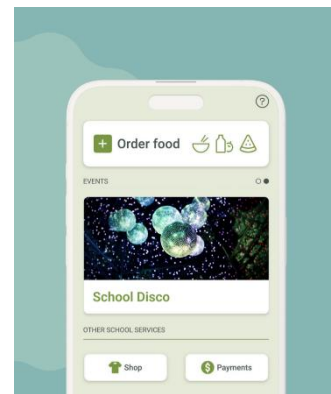 ?
+ Order food
EVENTS
School Disco
OTHER SCHOOL SERVICES
Shop
$ Payments